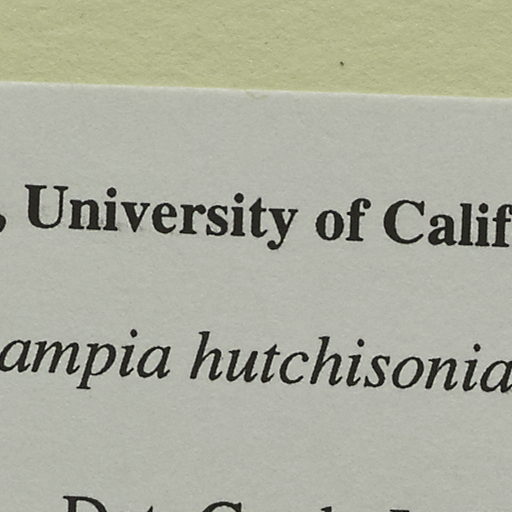 , University of Calif
ampia hutchisonia